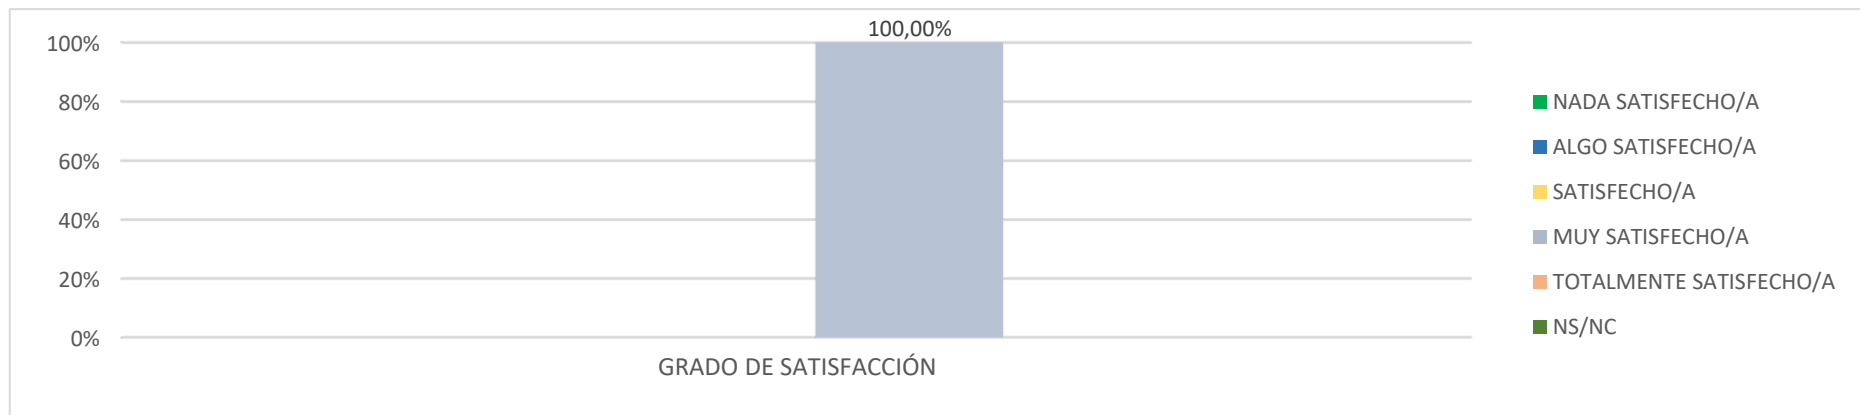 100,00%
100%
80%
60%
40%
20%
0%
GRADO DE SATISFACCIÓN
NADA SATISFECHO/A
ALGO SATISFECHO/A
SATISFECHO/A
MUY SATISFECHO/A
TOTALMENTE SATISFECHO/A
NS/NC